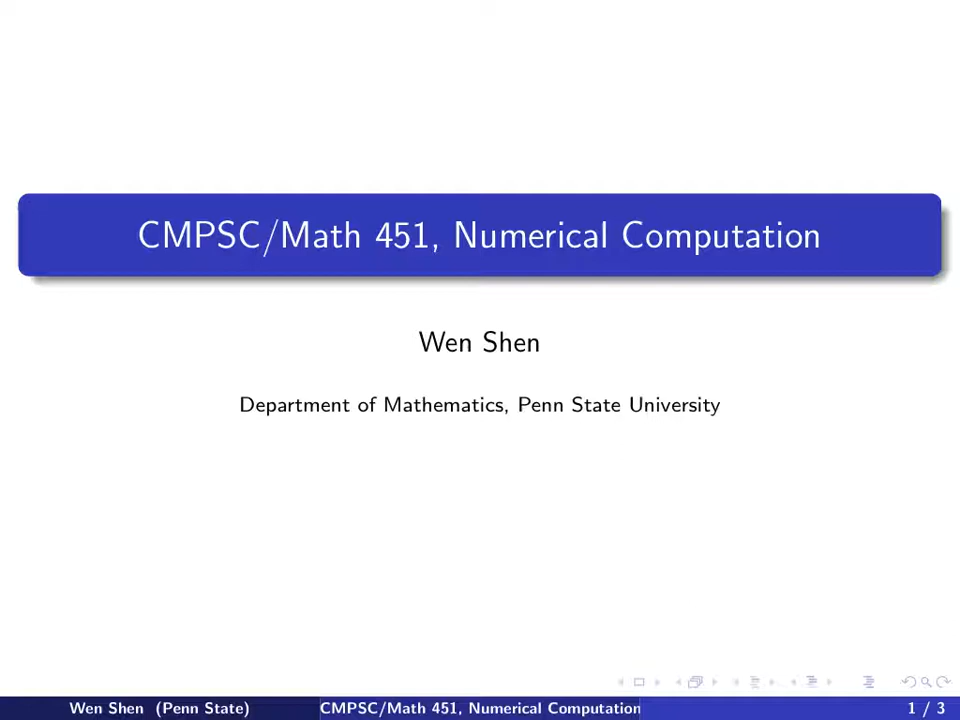 CMPSC/Math 451, Numerical Computation
Wen Shen
Department of Mathematics, Penn State University
Wen Shen (Penn State)
CMPSC/Math 451, Numerical Computation
1 / 3